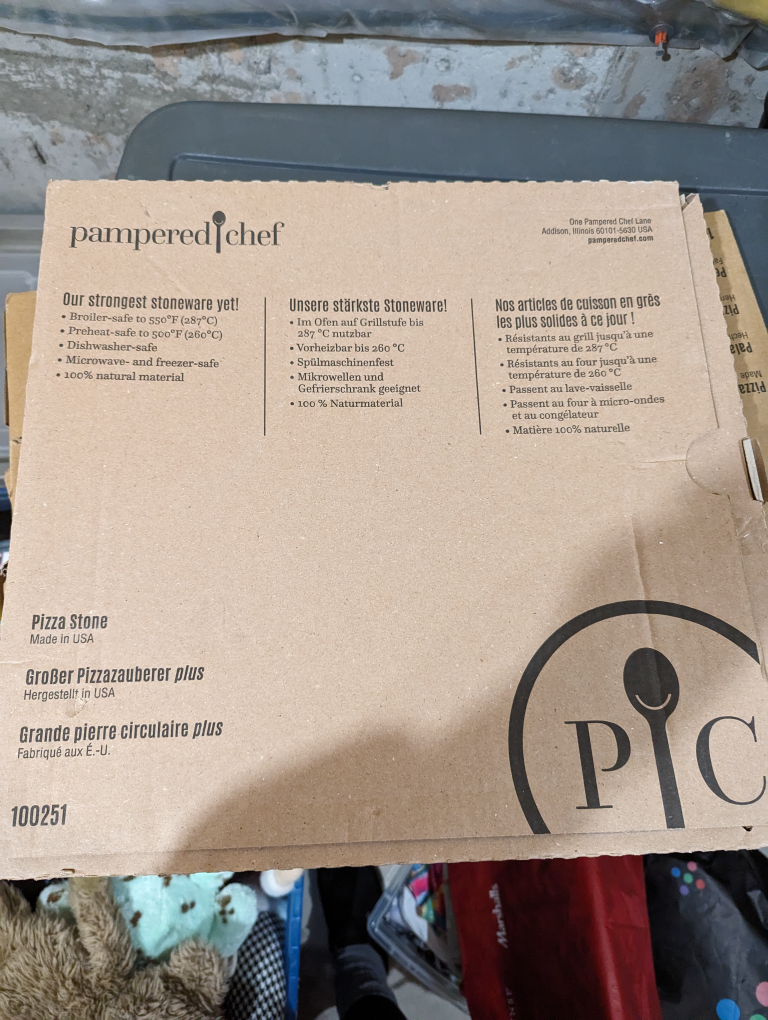 pampered chef
One Pampered Chef Lane
Addison, Illinois 60101-5630 USA
pamperedchef.com
Our strongest stoneware yet!
• Broiler-safe to 550°F (287°C)
• Preheat-safe to 500°F (260°C)
• Dishwasher-safe
• Microwave- and freezer-safe
• 100% natural material
Unsere stärkste Stoneware!
• Im Ofen auf Grillstufe bis
287 °C nutzbar
• Vorheizbar bis 260 °C
• Spülmaschinenfest
• Mikrowellen und
Gefrierschrank geeignet
• 100 % Naturmaterial
Nos articles de cuisson en grès
les plus solides à ce jour !
• Résistants au gril jusqu'à une
température de 287 °C
• Résistants au four jusqu'à une
température de 260 °C
• Passent au lave-vaisselle
• Passent au four à micro-ondes
et au congélateur
• Matière 100% naturelle
Pizza Stone
Made in USA
Großer Pizzazauberer plus
Hergestellt in USA
Grande pierre circulaire plus
Fabriqué aux É.-U.
100251
P C
Pizza
Made
Marshalls